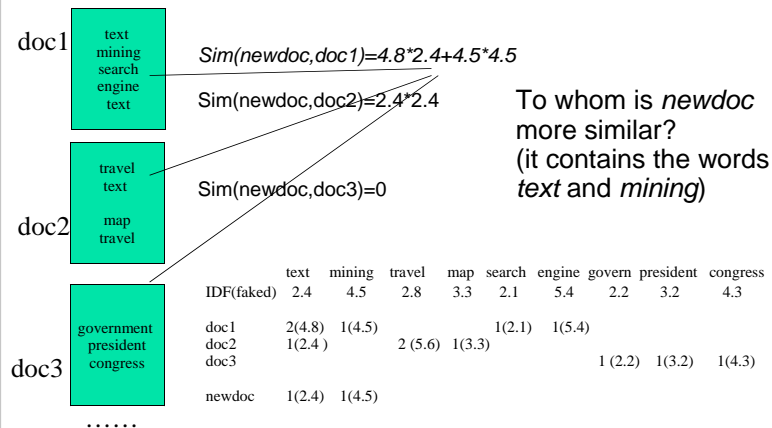 doc1
text
mining
search
engine
text
Sim(newdoc,doc1)=4.8*2.4+4.5*4.5
Sim(newdoc,doc2)=2.4*2.4
To whom is newdoc
more similar?
(it contains the words
text and mining)
doc2
travel
text
map
travel
Sim(newdoc,doc3)=0
doc3
government
president
congress
......
text mining travel map search engine govern president congress
IDF(faked) 2.4 4.5 2.8 3.3 2.1 5.4 2.2 3.2 4.3
doc1 2(4.8) 1(4.5) 1(2.1) 1(5.4)
doc2 1(2.4 ) 2 (5.6) 1(3.3)
doc3 1 (2.2) 1(3.2) 1(4.3)
newdoc 1(2.4) 1(4.5)